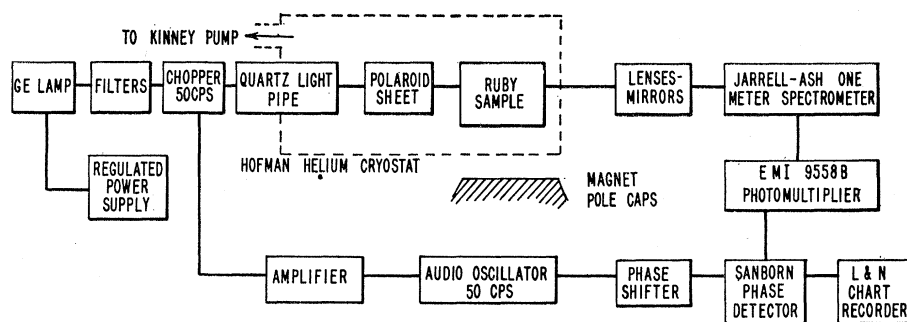 TO KINNEY PUMP
GE LAMP
FILTERS
CHOPPER
50CPS
QUARTZ LIGHT
PIPE
POLAROID
SHEET
RUBY
SAMPLE
LENSES-
MIRRORS
JARRELL-ASH ONE
METER SPECTROMETER
HOFMAN HELIUM CRYOSTAT
REGULATED
POWER
SUPPLY
MAGNET
POLE CAPS
EMI 9558B
PHOTOMULTIPLIER
AMPLIFIER
AUDIO OSCILLATOR
50 CPS
PHASE
SHIFTER
SANBORN
PHASE
DETECTOR
L & N
CHART
RECORDER